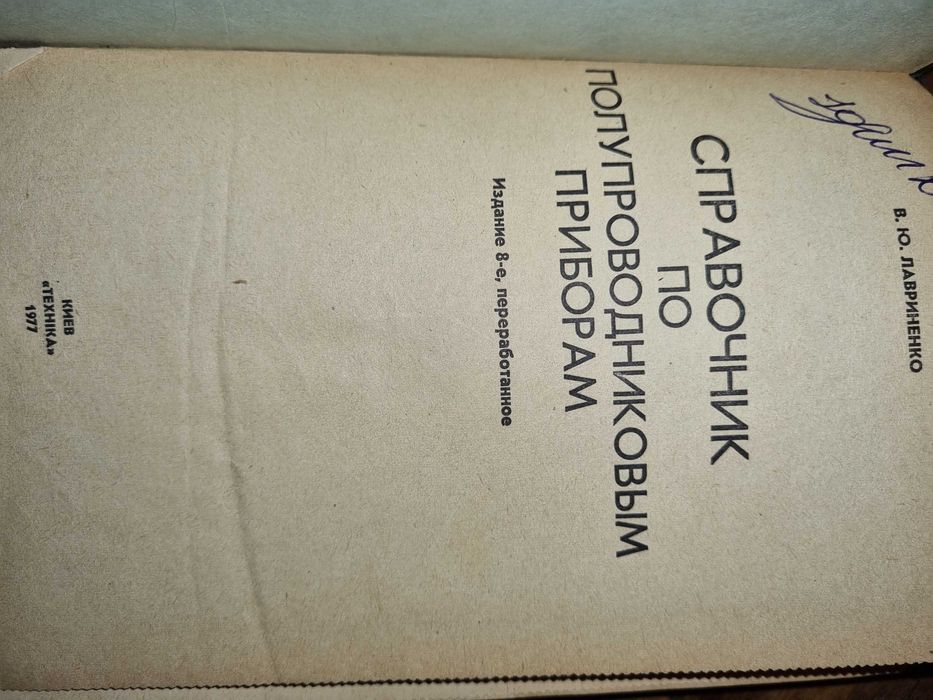 В. Ю. ЛАВРИНЕНКО
СПРАВОЧНИК
ПО
ПОЛУПРОВОДНИКОВЫМ
ПРИБОРАМ
Издание 8-е, переработанное
КИЕВ
«ТЕХНІКА»
1977